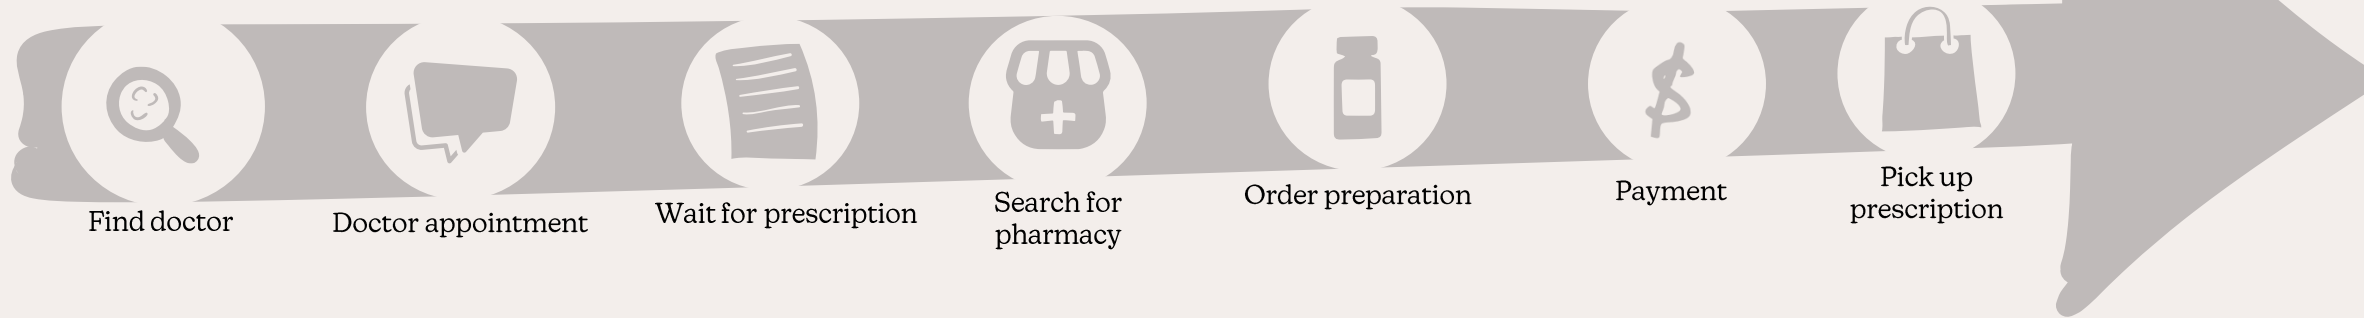 Find doctor
Doctor appointment
Wait for prescription
Search for
pharmacy
Order preparation
Payment
Pick up
prescription